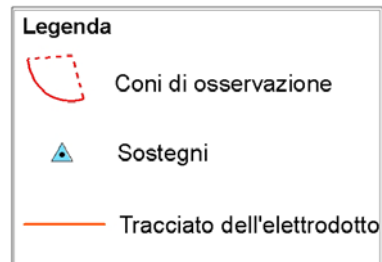 Legenda
Coni di osservazione
Sostegni
Tracciato dell'elettrodotto